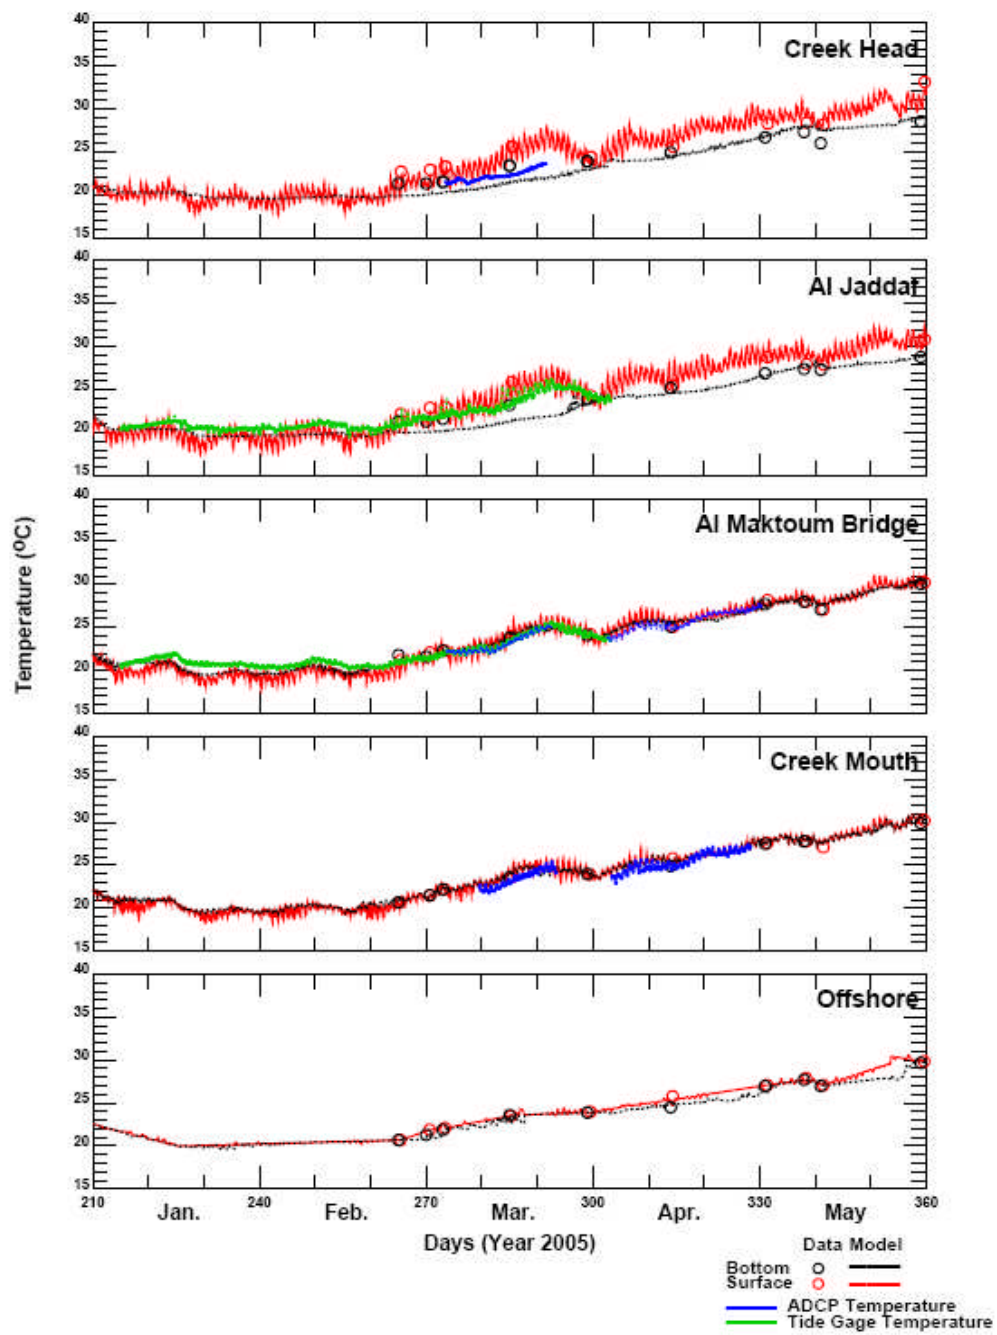 40
Creek Head
35
30
25
20
15
40
Al Jaddaf
35
30
25
20
15
40
Al Maktoum Bridge
35
30
25
20
15
40
Creek Mouth
35
30
25
20
15
40
Offshore
35
30
25
20
15
Temperature (ºC)
210 240 270 300 330 360
Jan. Feb. Mar. Apr. May
Days (Year 2005)
Data Model
Bottom
Surface
ADCP Temperature
Tide Gage Temperature